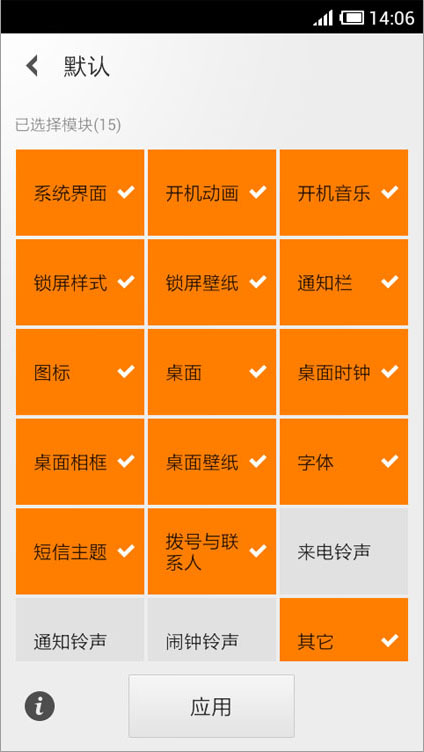 14:06
默认
已选择模块(15)
系统界面
开机动画
开机音乐
锁屏样式
锁屏壁纸
通知栏
图标
桌面
桌面时钟
桌面相框
桌面壁纸
字体
短信主题
拨号与联
系人
来电铃声
通知铃声
闹钟铃声
其它
应用